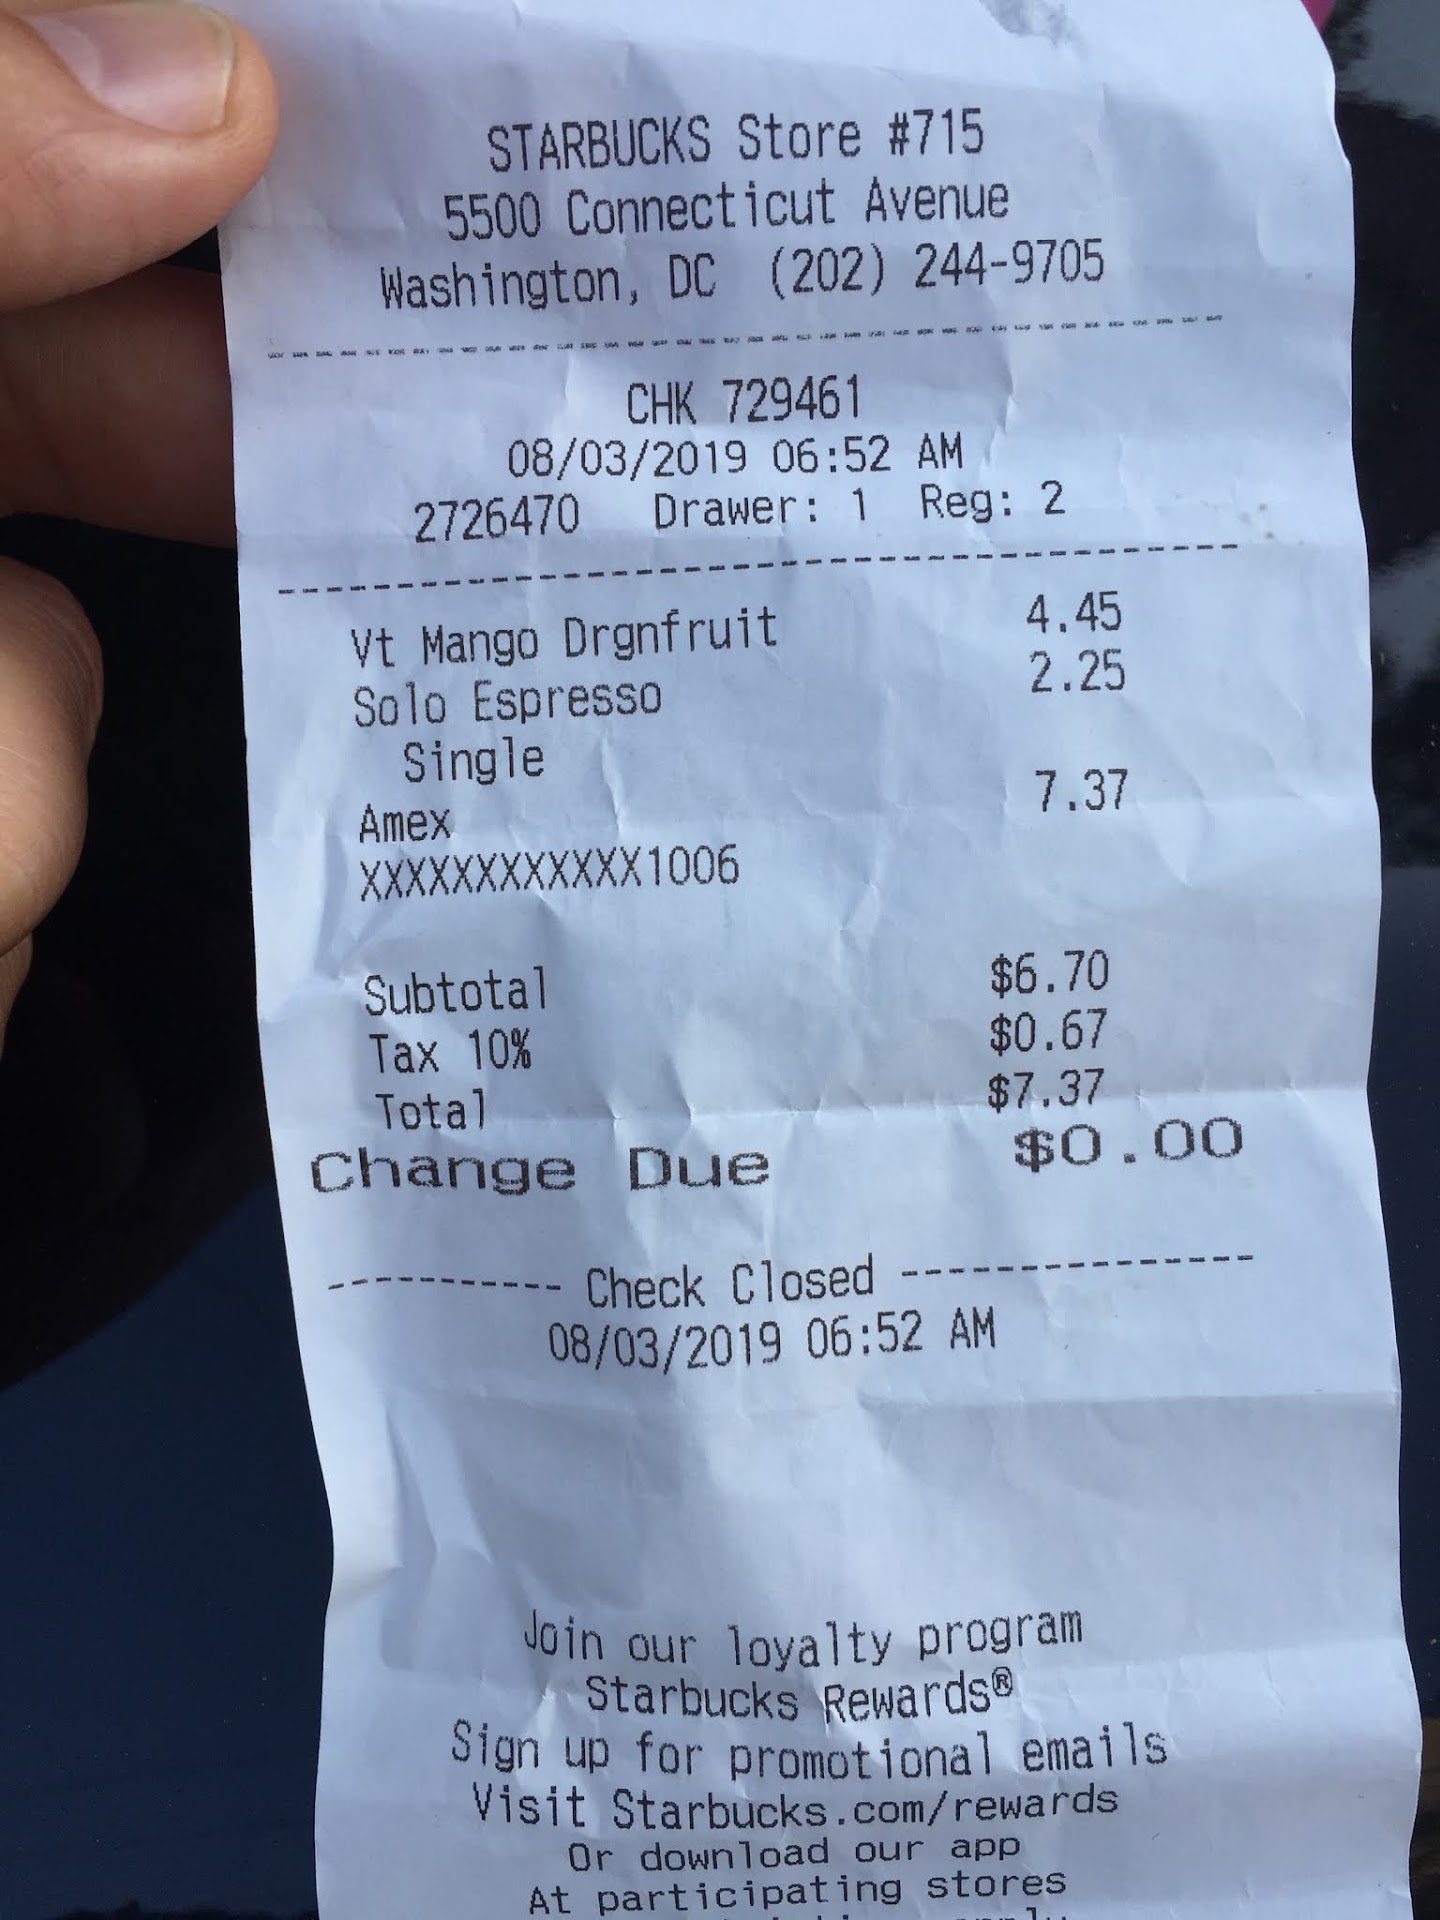 STARBUCKS Store #715
5500 Connecticut Avenue
Washington, DC (202) 244-9705
CHK 729461
08/03/2019 06:52 AM
2726470 Drawer: 1 Reg: 2
Vt Mango Drgnfruit 4.45
Solo Espresso 2.25
Single
Amex 7.37
XXXXXXXXXXXX1006
Subtotal $6.70
Tax 10% $0.67
Total $7.37
Change Due $0.00
----------- Check Closed ---------------
08/03/2019 06:52 AM
Join our loyalty program
Starbucks Rewards®
Sign up for promotional emails
Visit Starbucks.com/rewards
Or download our app
At participating stores